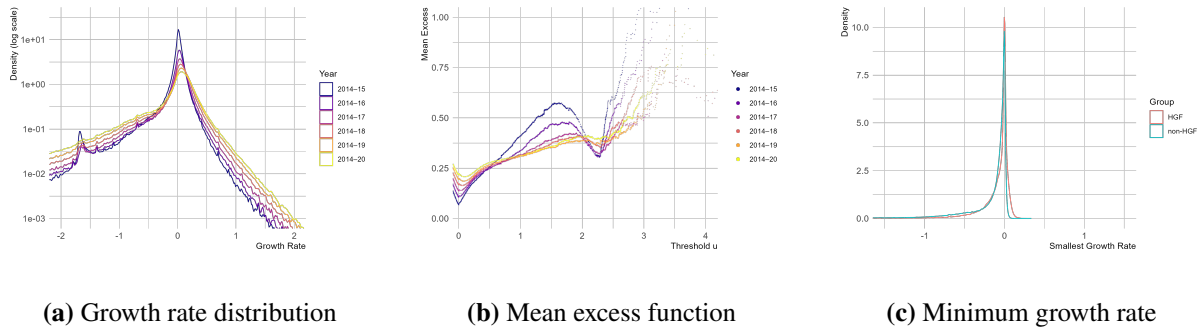 Density (log scale)
1e+01
1e+00
1e-01
1e-02
1e-03
-2
-1
0
1
2
Growth Rate
Year
2014-15
2014-16
2014-17
2014-18
2014-19
2014-20
Mean Excess
1.00
0.75
0.50
0.25
0.00
0
1
2
3
4
Threshold u
Year
2014-15
2014-16
2014-17
2014-18
2014-19
2014-20
Density
10.0
7.5
5.0
2.5
0.0
-1
0
1
Smallest Growth Rate
Group
HGF
non-HGF
(a) Growth rate distribution
(b) Mean excess function
(c) Minimum growth rate